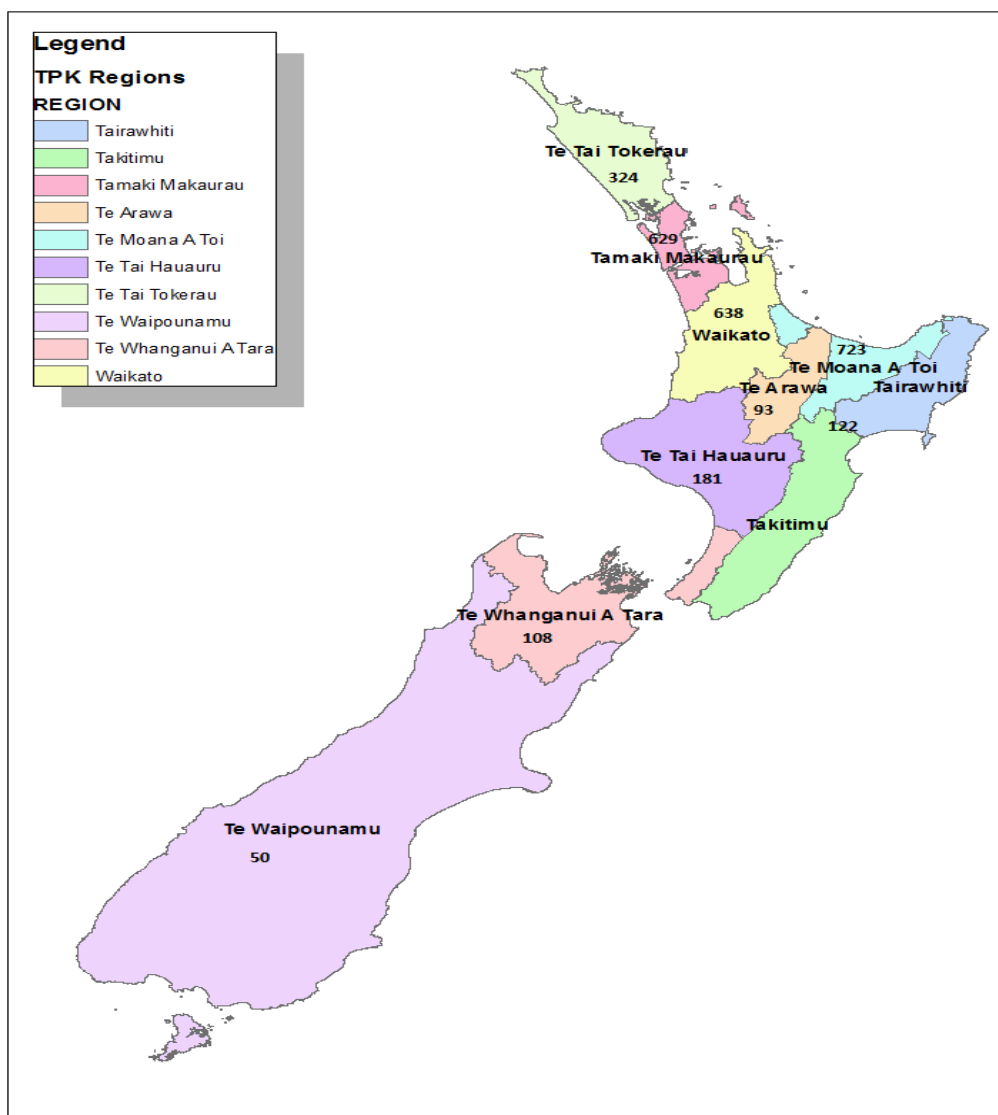 Legend
TPK Regions
REGION
Tairawhiti
Takitimu
Tamaki Makaurau
Te Arawa
Te Moana A Toi
Te Tai Hauauru
Te Tai Tokerau
Te Waipounamu
Te Whanganui A Tara
Waikato
Te Tai Tokerau
324
629
Tamaki Makaurau
638
Waikato
723
Te Moana A Toi
Te Arawa
93
Tairawhiti
122
Te Tai Hauauru
181
Takitimu
Te Whanganui A Tara
108
Te Waipounamu
50